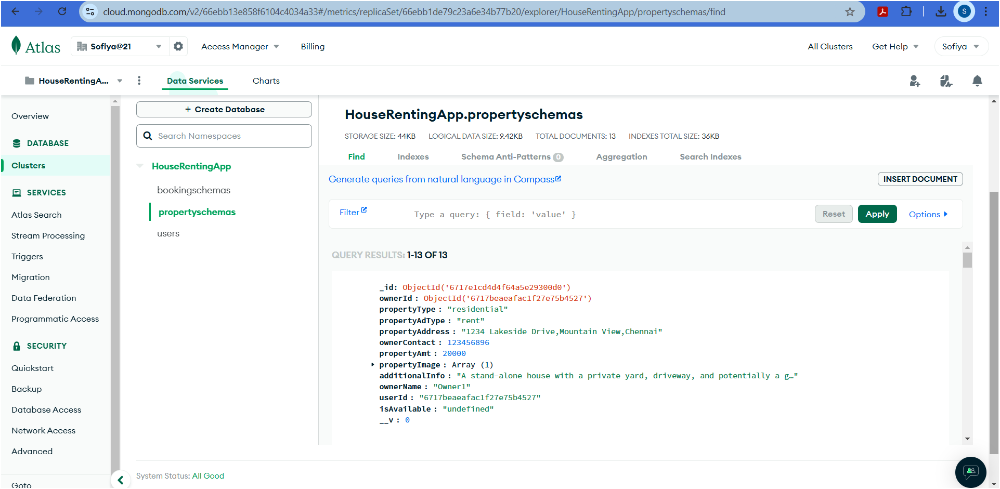 cloud.mongodb.com/v2/66ebb13e858f6104c4034a33#/metrics/replicaSet/66ebb1de79c23a6e34b77b20/explorer/HouseRentingApp/propertyschemas/find
S
Atlas
Sofiya@21
Access Manager
Billing
All Clusters
Get Help
Sofiya
HouseRentingA...
Data Services
Charts
Overview
DATABASE
Clusters
SERVICES
Atlas Search
Stream Processing
Triggers
Migration
Data Federation
Programmatic Access
SECURITY
Quickstart
Backup
Database Access
Network Access
Advanced
Goto
+ Create Database
Search Namespaces
HouseRentingApp
bookingschemas
propertyschemas
users
HouseRentingApp.propertyschemas
STORAGE SIZE: 44KB LOGICAL DATA SIZE: 9.42KB TOTAL DOCUMENTS: 13 INDEXES TOTAL SIZE: 36KB
Find Indexes Schema Anti-Patterns 0 Aggregation Search Indexes
Generate queries from natural language in Compass
INSERT DOCUMENT
Filter
Type a query: { field: 'value' }
Reset
Apply
Options
QUERY RESULTS: 1-13 OF 13
_id: ObjectId('6717e1cd4d4f64a5e29300d0')
ownerId : ObjectId('6717beaeafac1f27e75b4527')
propertyType : "residential"
propertyAdType : "rent"
propertyAddress : "1234 Lakeside Drive,Mountain View,Chennai"
ownerContact : 123456896
propertyAmt : 20000
propertyImage : Array (1)
additionalInfo : "A stand-alone house with a private yard, driveway, and potentially a g…"
ownerName : "Owner1"
userId : "6717beaeafac1f27e75b4527"
isAvailable : "undefined"
__v : 0
System Status: All Good